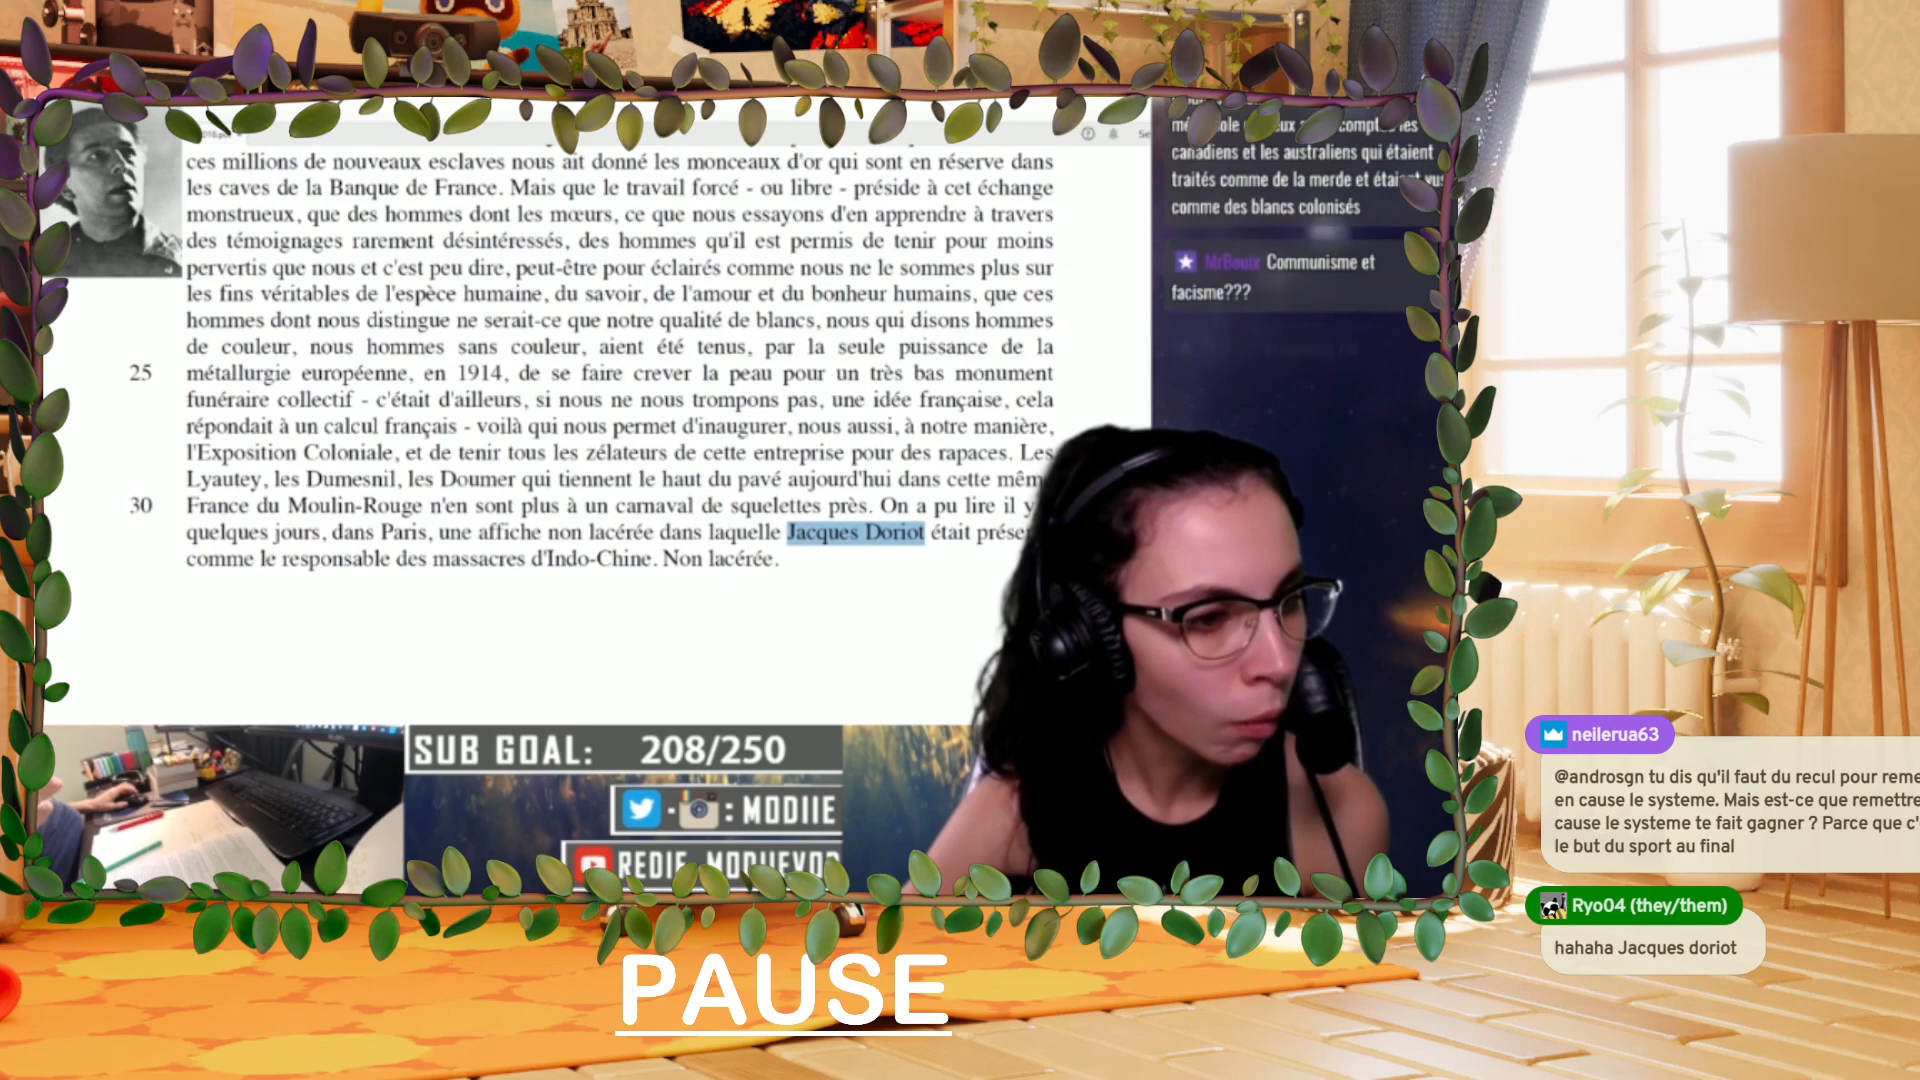 ces millions de nouveaux esclaves nous ait donné les monceaux d'or qui sont en réserve dans
les caves de la Banque de France. Mais que le travail forcé - ou libre - préside à cet échange
monstrueux, que des hommes dont les mœurs, ce que nous essayons d'en apprendre à travers
des témoignages rarement désintéressés, des hommes qu'il est permis de tenir pour moins
pervertis que nous et c'est peu dire, peut-être pour éclairés comme nous ne le sommes plus sur
les fins véritables de l'espèce humaine, du savoir, de l'amour et du bonheur humains, que ces
hommes dont nous distingue ne serait-ce que notre qualité de blancs, nous qui disons hommes
de couleur, nous hommes sans couleur, aient été tenus, par la seule puissance de la
25 métallurgie européenne, en 1914, de se faire crever la peau pour un très bas monument
funéraire collectif - c'était d'ailleurs, si nous ne nous trompons pas, une idée française, cela
répondait à un calcul français - voilà qui nous permet d'inaugurer, nous aussi, à notre manière,
l'Exposition Coloniale, et de tenir tous les zélateurs de cette entreprise pour des rapaces. Les
Lyautey, les Dumesnil, les Doumer qui tiennent le haut du pavé aujourd'hui dans cette mêm
30 France du Moulin-Rouge n'en sont plus à un carnaval de squelettes près. On a pu lire il y
quelques jours, dans Paris, une affiche non lacérée dans laquelle Jacques Doriot était prése
comme le responsable des massacres d'Indo-Chine. Non lacérée.
les
canadiens et les australiens qui étaient
traités comme de la merde et
comme des blancs colonisés
MrBouix Communisme et
facisme???
SUB GOAL: 208/250
- : MODIIE
PAUSE
neilerua63
@androsgn tu dis qu'il faut du recul pour reme
en cause le systeme. Mais est-ce que remettre
cause le systeme te fait gagner ? Parce que c'
le but du sport au final
Ryo04 (they/them)
hahaha Jacques doriot